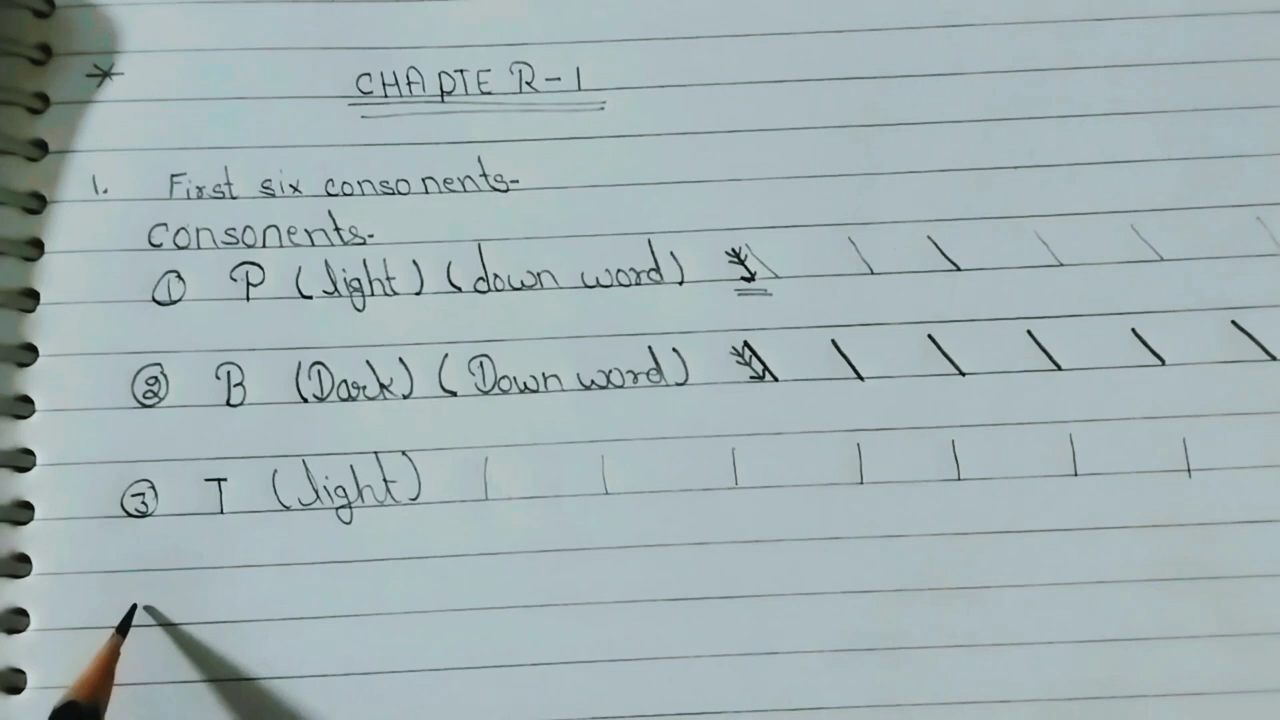 * CHAPTER-1
1. First six consonents-
Consonents-
① P (light) (down word)
② B (Dark) (Down word)
③ T (light)